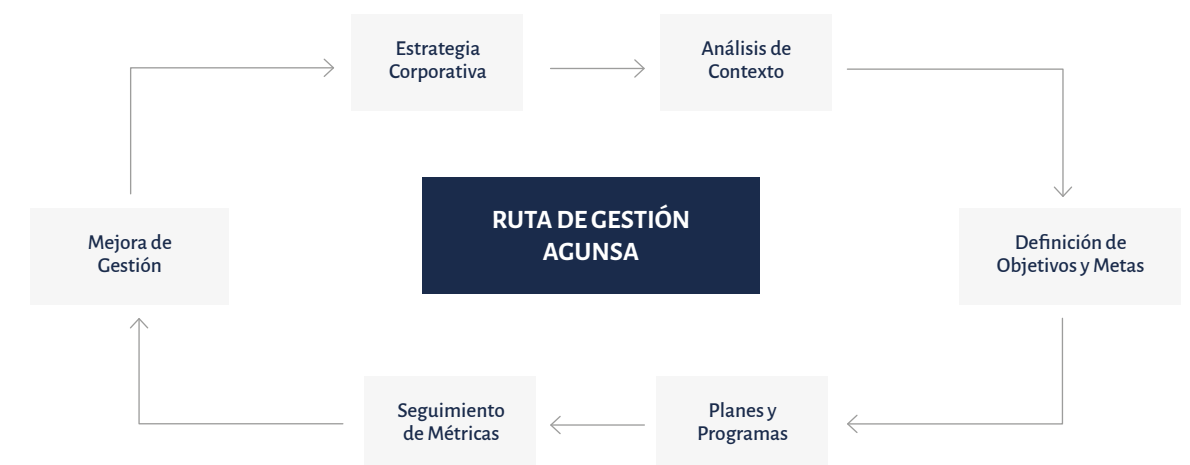 Estrategia
Corporativa
Análisis de
Contexto
RUTA DE GESTIÓN
AGUNSA
Mejora de
Gestión
Definición de
Objetivos y Metas
Seguimiento
de Métricas
Planes y
Programas